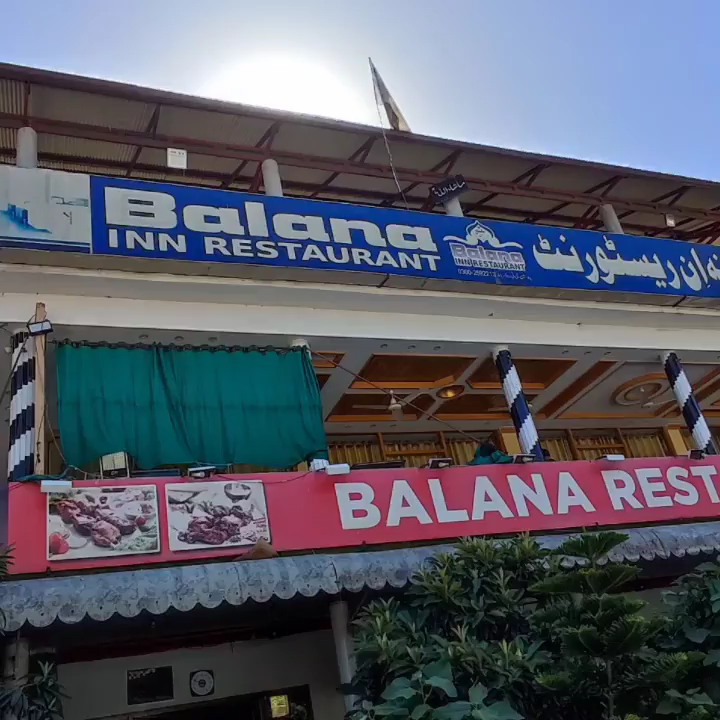 Balana
INN RESTAURANT
Balana
INN RESTAURANT
ان ریسٹورنٹ
BALANA REST